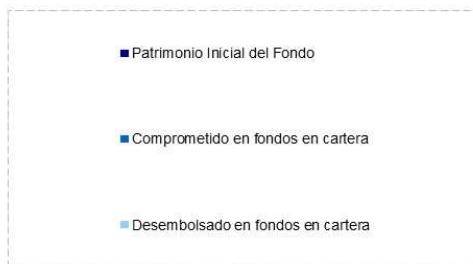 Patrimonio Inicial del Fondo
Comprometido en fondos en cartera
Desembolsado en fondos en cartera